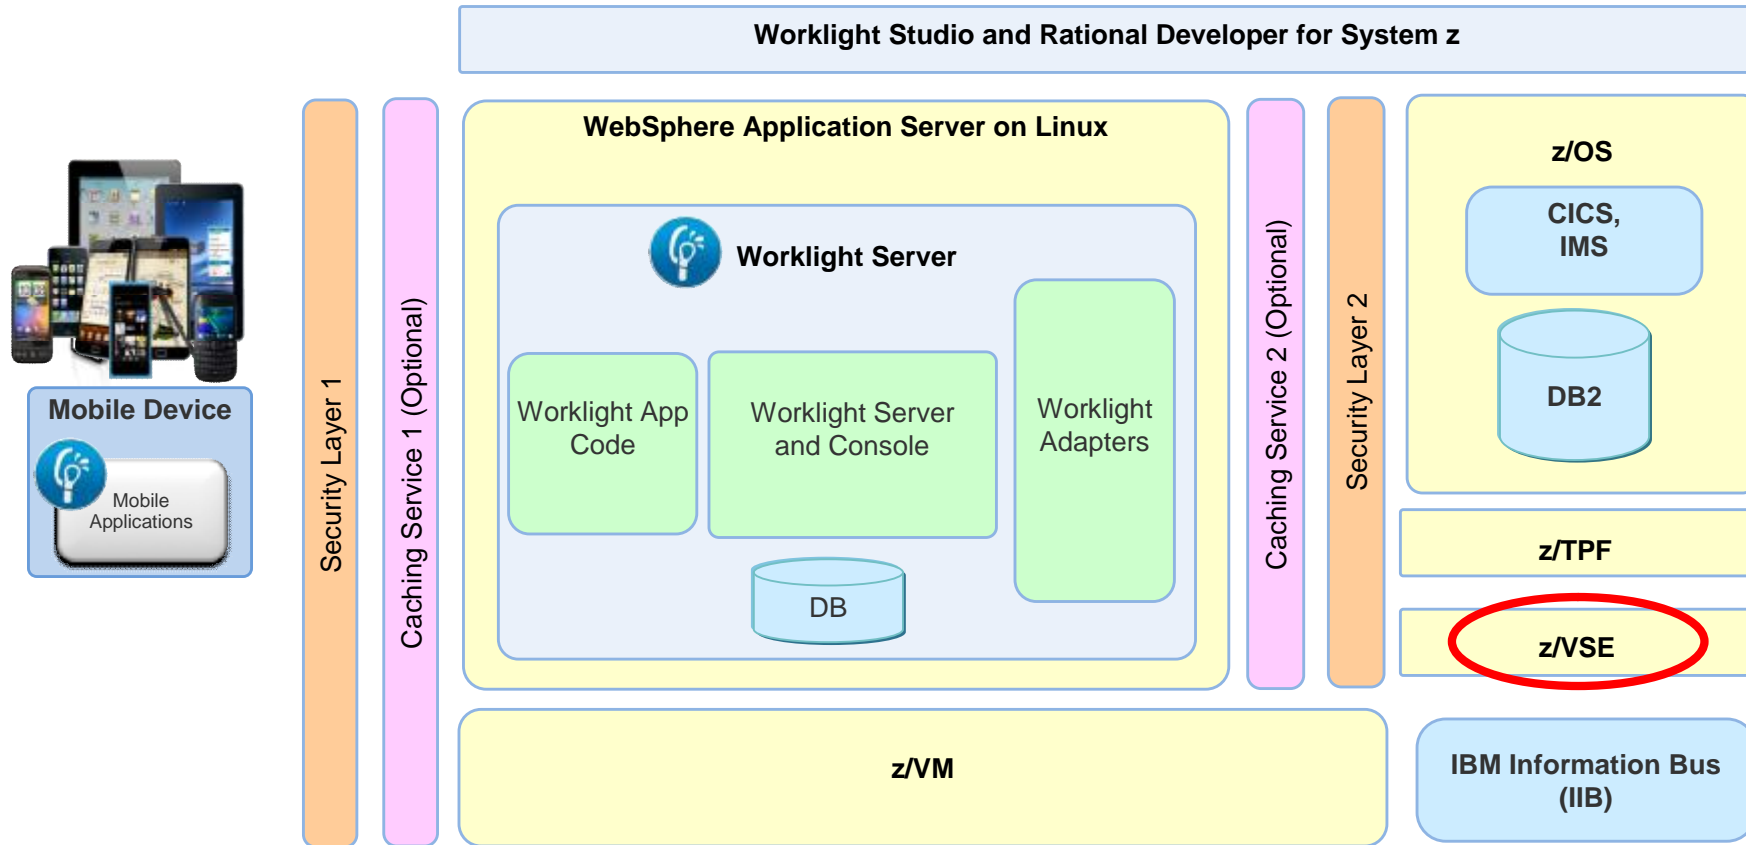 Worklight Studio and Rational Developer for System z
Mobile Device
Mobile
Applications
Security Layer 1
Caching Service 1 (Optional)
WebSphere Application Server on Linux
Worklight Server
Worklight App
Code
Worklight Server
and Console
Worklight
Adapters
DB
Caching Service 2 (Optional)
Security Layer 2
z/OS
CICS,
IMS
DB2
z/TPF
z/VSE
z/VM
IBM Information Bus
(IIB)